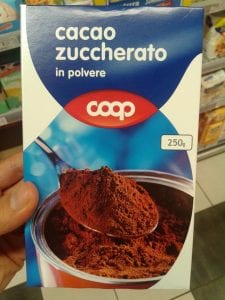 cacao
zuccherato
in polvere
coop
250g